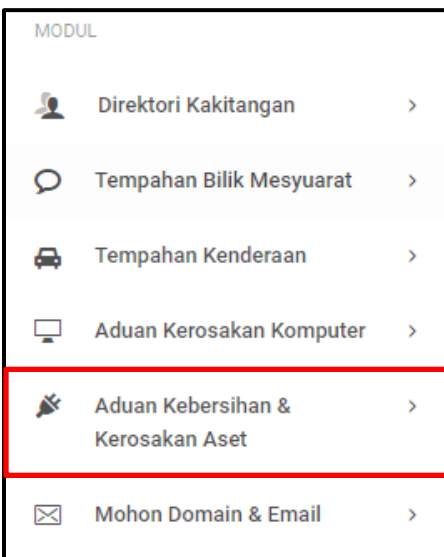 MODUL
Direktori Kakitangan
Tempahan Bilik Mesyuarat
Tempahan Kenderaan
Aduan Kerosakan Komputer
Aduan Kebersihan &
Kerosakan Aset
Mohon Domain & Email